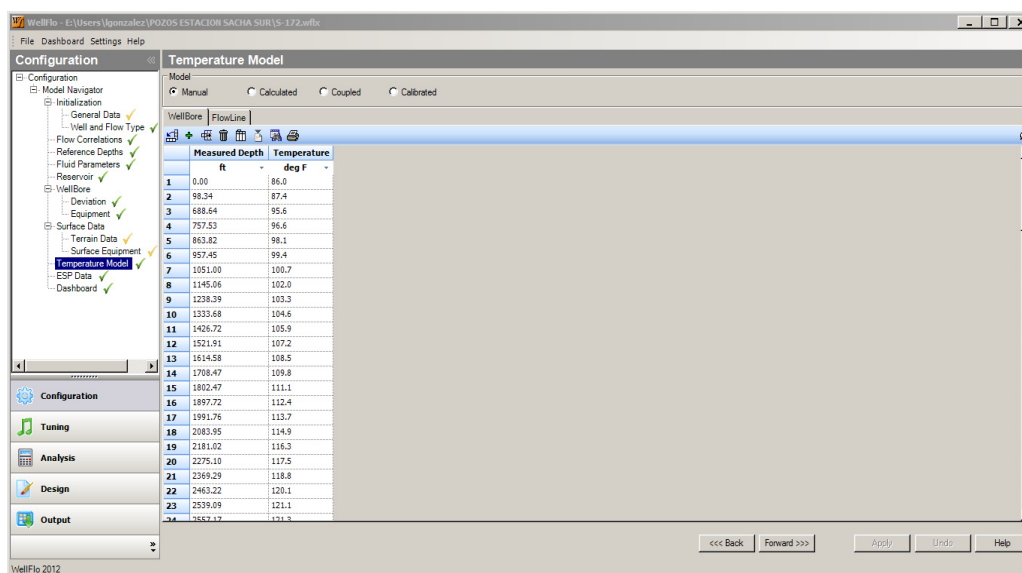 WellFlo - E:\Users\lgonzalez\POZOS ESTACION SACHA SUR\S-172.wflx
File Dashboard Settings Help
Configuration
Temperature Model
Configuration
Model Navigator
Initialization
General Data
Well and Flow Type
Flow Correlations
Reference Depths
Fluid Parameters
Reservoir
WellBore
Deviation
Equipment
Surface Data
Terrain Data
Surface Equipment
Temperature Model
ESP Data
Dashboard
Configuration
Tuning
Analysis
Design
Output
Model
Manual Calculated Coupled Calibrated
WellBore FlowLine
Measured Depth Temperature
ft deg F
1 0.00 86.0
2 98.34 87.4
3 688.64 95.6
4 757.53 96.6
5 863.82 98.1
6 957.45 99.4
7 1051.00 100.7
8 1145.06 102.0
9 1238.39 103.3
10 1333.68 104.6
11 1426.72 105.9
12 1521.91 107.2
13 1614.58 108.5
14 1708.47 109.8
15 1802.47 111.1
16 1897.72 112.4
17 1991.76 113.7
18 2083.95 114.9
19 2181.02 116.3
20 2275.10 117.5
21 2369.29 118.8
22 2463.22 120.1
23 2539.09 121.1
24 2557.17 121.3
<<< Back Forward >>> Apply Undo Help
WellFlo 2012